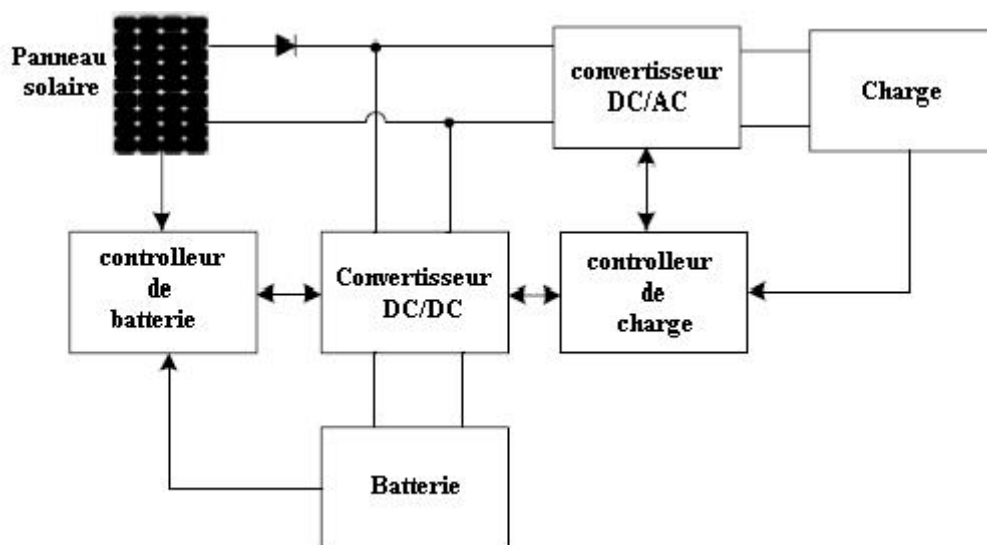 Panneau
solaire
convertisseur
DC/AC
Charge
controlleur
de
batterie
Convertisseur
DC/DC
controlleur
de
charge
Batterie